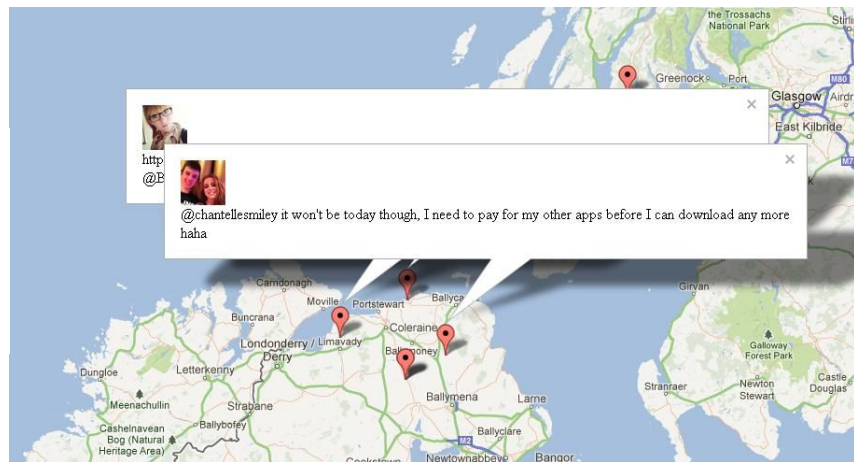 the Trossachs
National Park
Greenock
Port
M80
Glasgow
Airdr
East Kilbride
M7
×
http
@B
×
@chantellesmiley it won't be today though, I need to pay for my other apps before I can download any more
haha
Carndonagh
Moville
Portstewart
Ballyca
Girvan
Buncrana
Coleraine
Londonderry / Limavady
Derry
Ballymoney
Galloway
Forest Park
Dungloe
Letterkenny
Stranraer
Newton
Stewart
Castle
Douglas
Meenachullin
Strabane
Ballymena
Larne
Cashelnavean
Bog (Natural
Heritage Area)
Ballybofey
Ballyclare
M2
Cookstown
Newtownabbey
Bangor